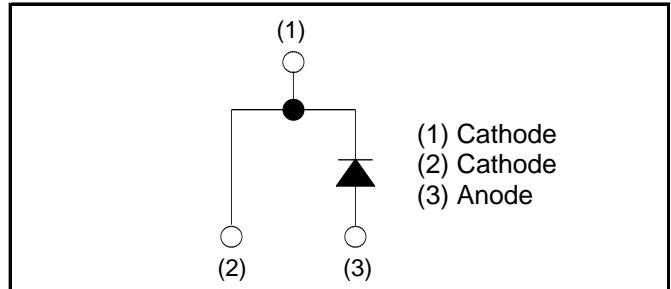 (1)
(1) Cathode
(2) Cathode
(3) Anode
(2)
(3)